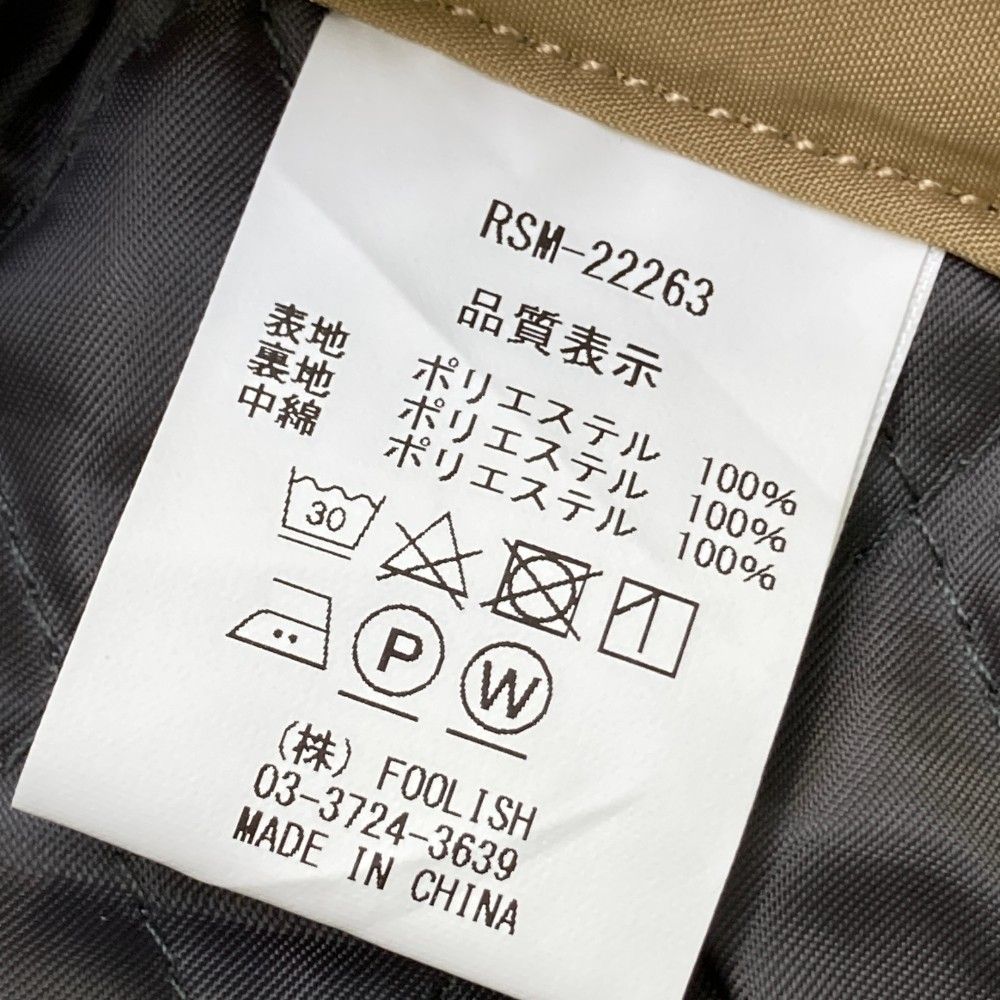 RSM-22263
品質表示
表地 ポリエステル 100%
裏地 ポリエステル 100%
中綿 ポリエステル 100%
30
P W
(株) FOOLISH
03-3724-3639
MADE IN CHINA